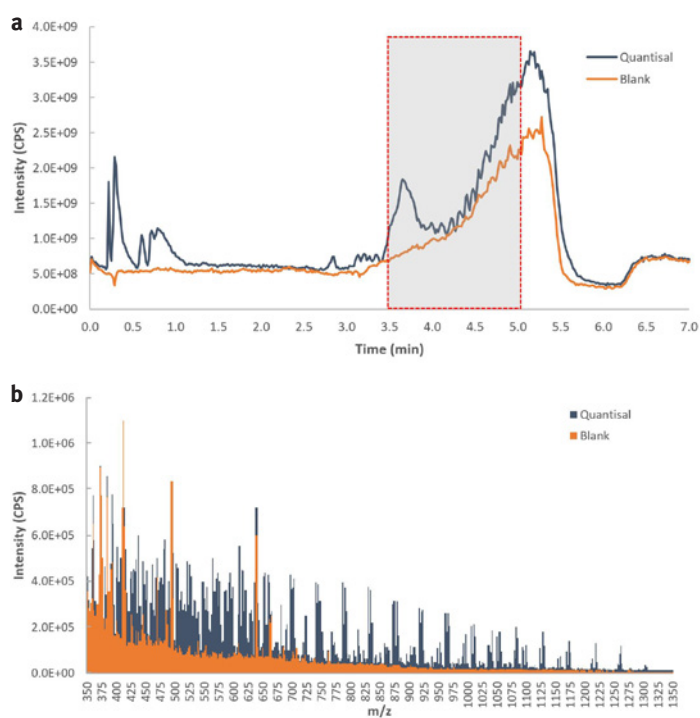 a
4.0E+09
3.5E+09
3.0E+09
2.5E+09
2.0E+09
1.5E+09
1.0E+09
5.0E+08
0.0E+00
Intensity (CPS)
Quantisal
Blank
0.0 0.5 1.0 1.5 2.0 2.5 3.0 3.5 4.0 4.5 5.0 5.5 6.0 6.5 7.0
Time (min)
b
1.2E+06
1.0E+06
8.0E+05
6.0E+05
4.0E+05
2.0E+05
0.0E+00
Intensity (CPS)
Quantisal
Blank
350 375 400 425 450 475 500 525 550 575 600 625 650 675 700 725 750 775 800 825 850 875 900 925 950 975 1000 1025 1050 1075 1100 1125 1150 1175 1200 1225 1250 1275 1300 1325 1350
m/z